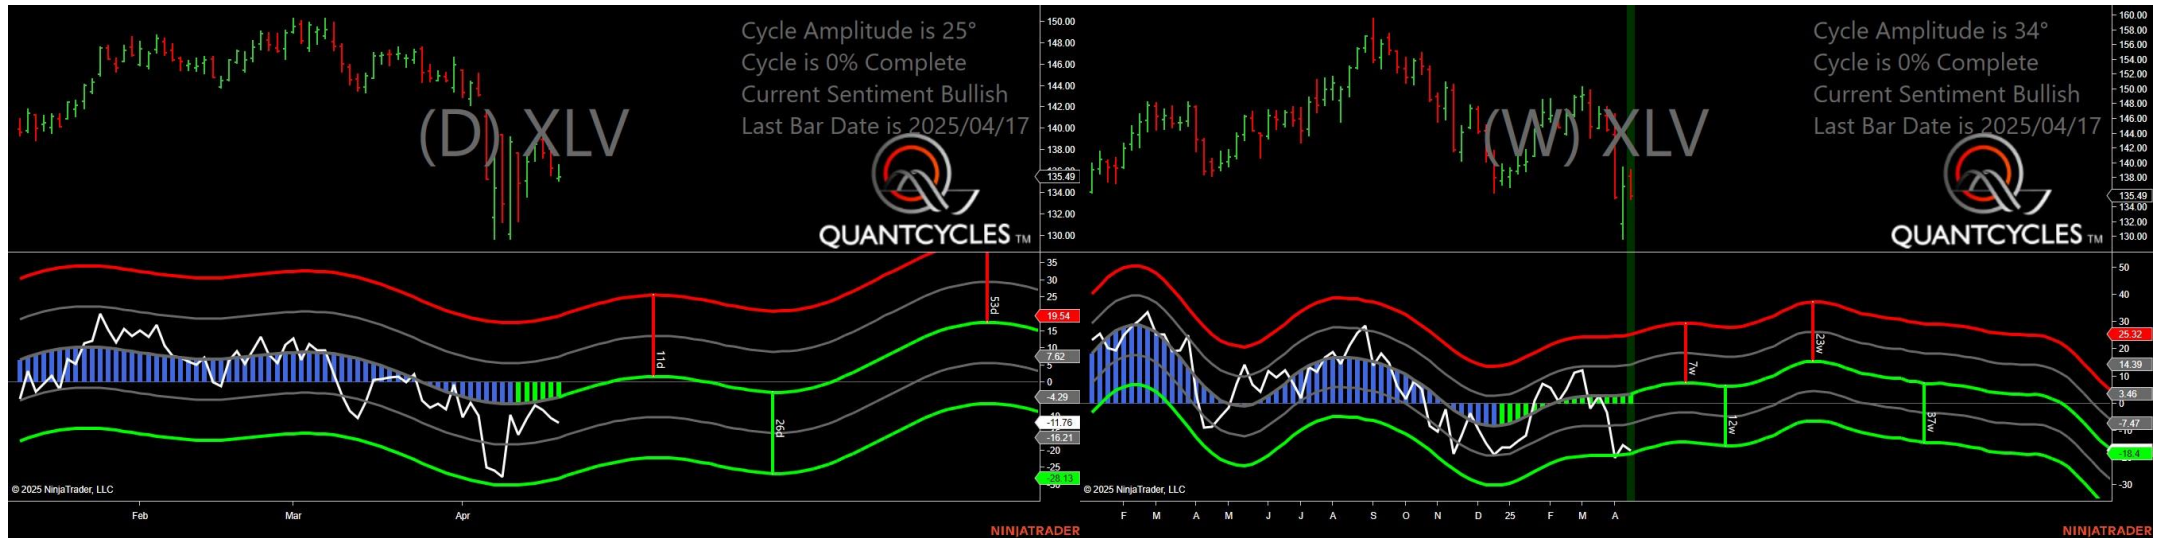 Cycle Amplitude is 25°
Cycle is 0% Complete
Current Sentiment Bullish
Last Bar Date is 2025/04/17
(D) XLV
QUANTCYCLES TM
150.00
148.00
146.00
144.00
142.00
140.00
138.00
135.49
134.00
132.00
130.00
35
30
25
19.54
15
10
7.62
5
0
-4.29
-11.76
-16.21
-20
-25
-28.13
11d
26d
53d
© 2025 NinjaTrader, LLC
Feb
Mar
Apr
NINJATRADER
Cycle Amplitude is 34°
Cycle is 0% Complete
Current Sentiment Bullish
Last Bar Date is 2025/04/17
(W) XLV
QUANTCYCLES TM
160.00
158.00
156.00
154.00
152.00
150.00
148.00
146.00
144.00
142.00
140.00
138.00
135.49
134.00
132.00
130.00
50
40
30
25.32
20
14.39
10
3.46
0
-7.47
-18.4
-30
7w
12w
23w
37w
© 2025 NinjaTrader, LLC
F M A M J J A S O N D 25 F M A
NINJATRADER